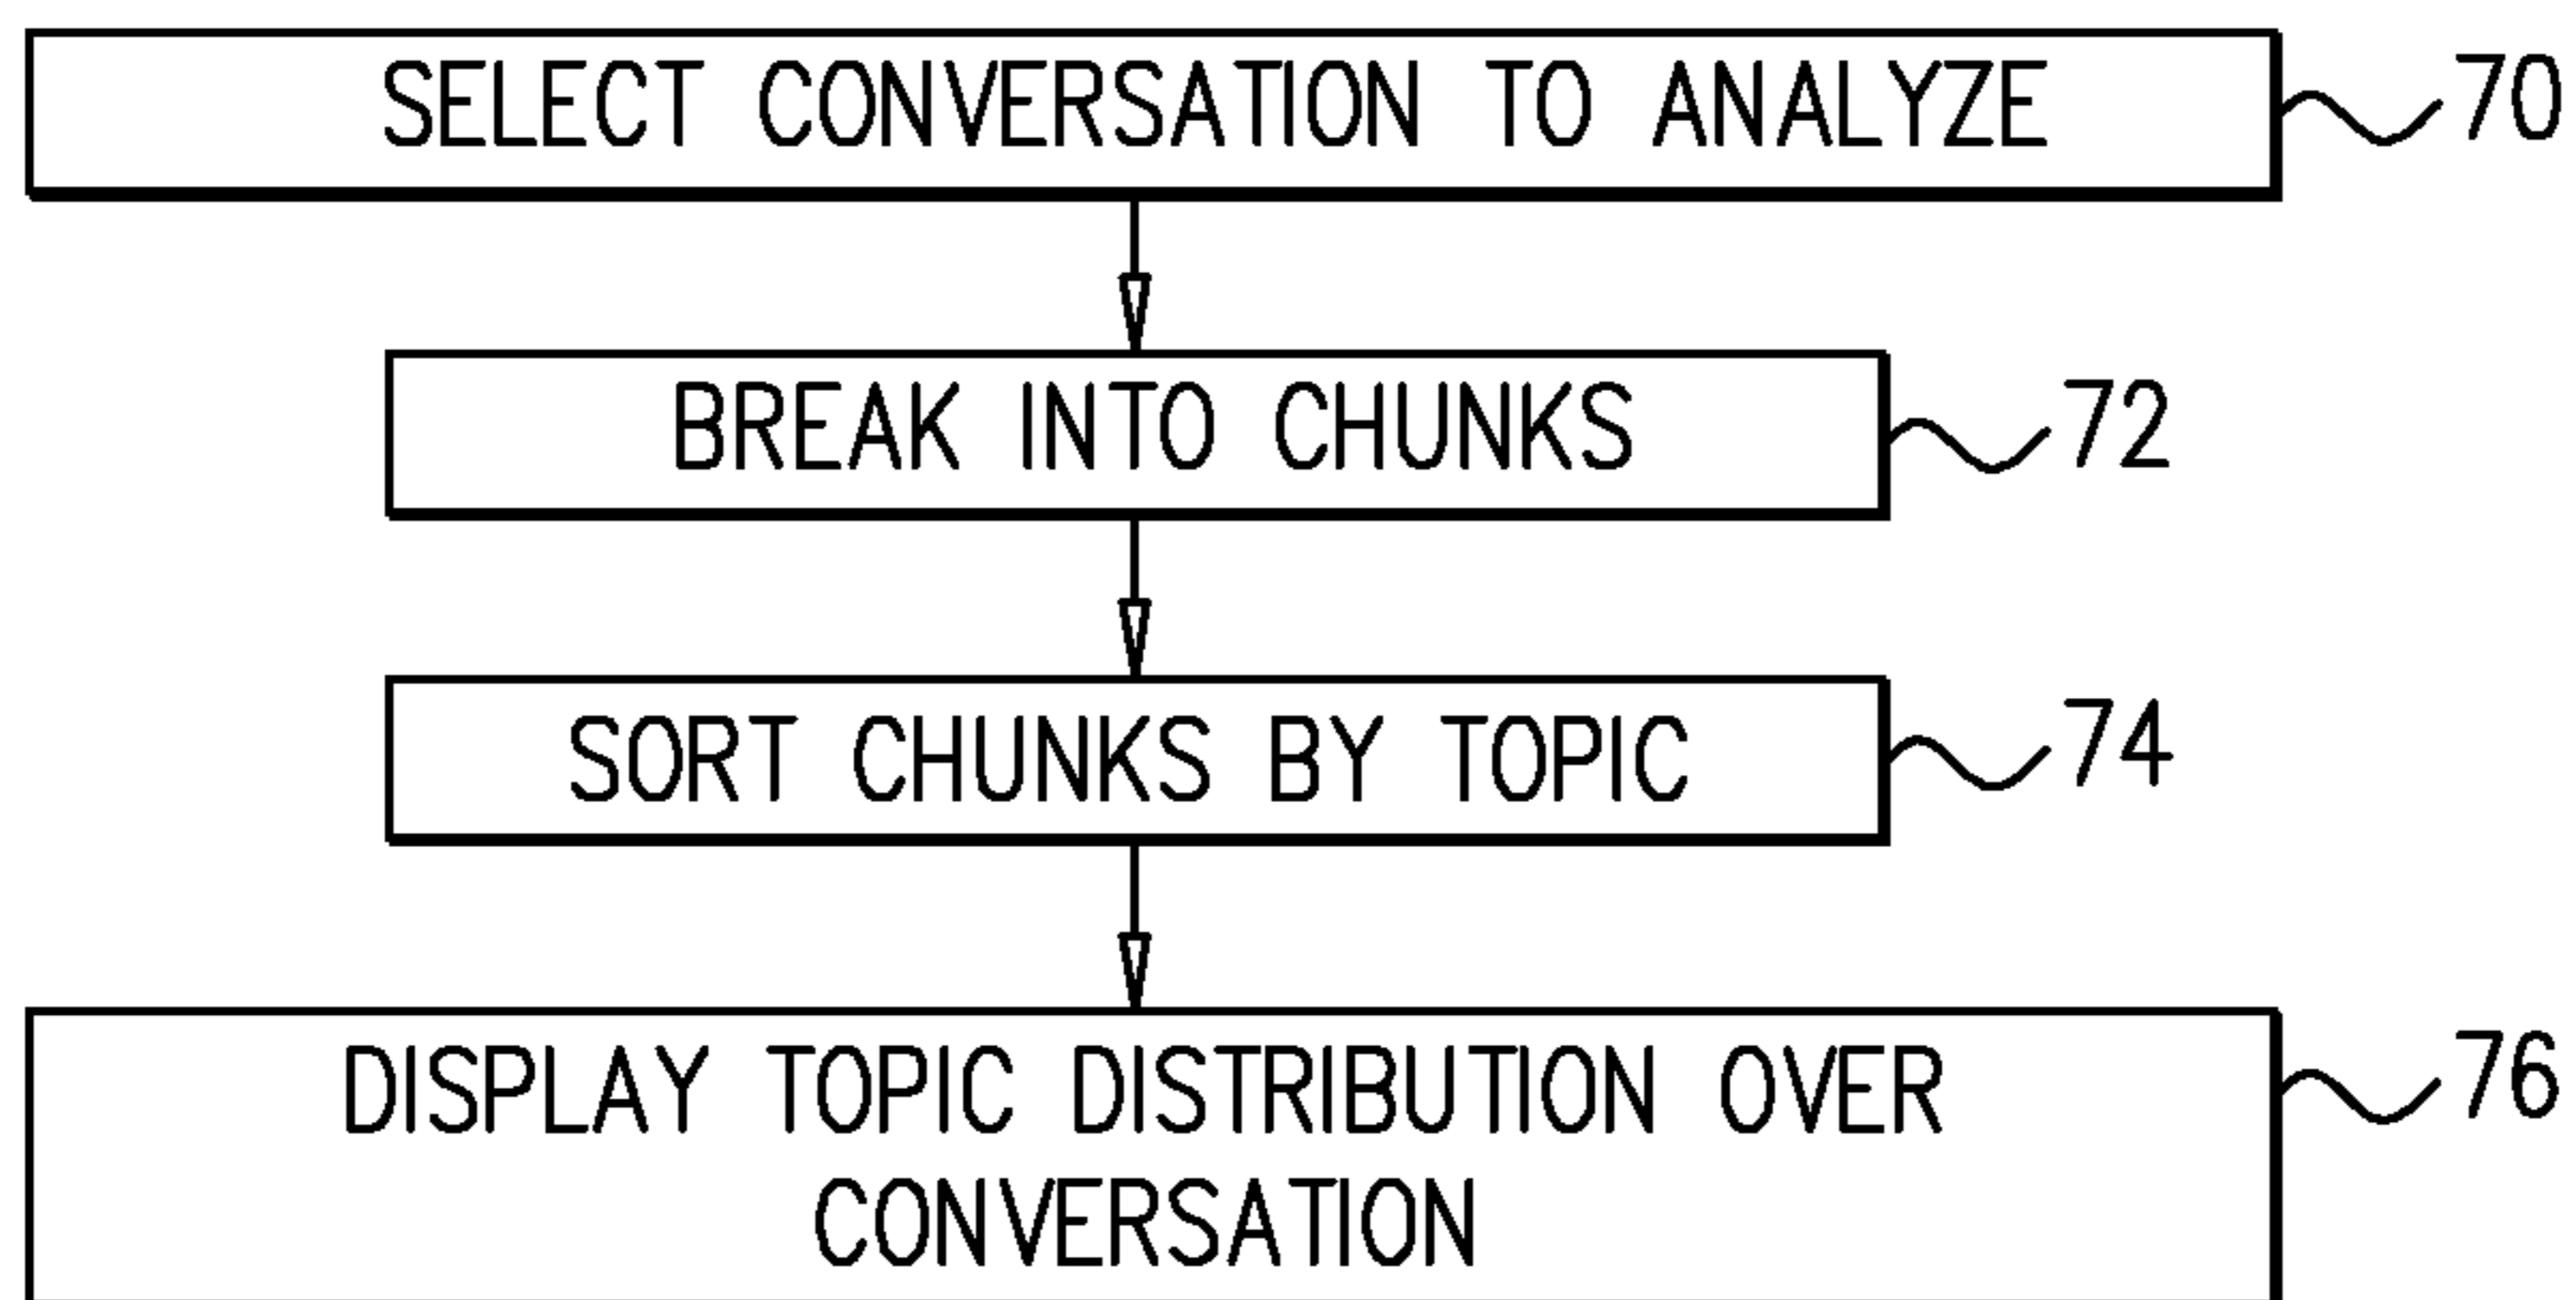 SELECT CONVERSATION TO ANALYZE
70
BREAK INTO CHUNKS
72
SORT CHUNKS BY TOPIC
74
DISPLAY TOPIC DISTRIBUTION OVER
CONVERSATION
76